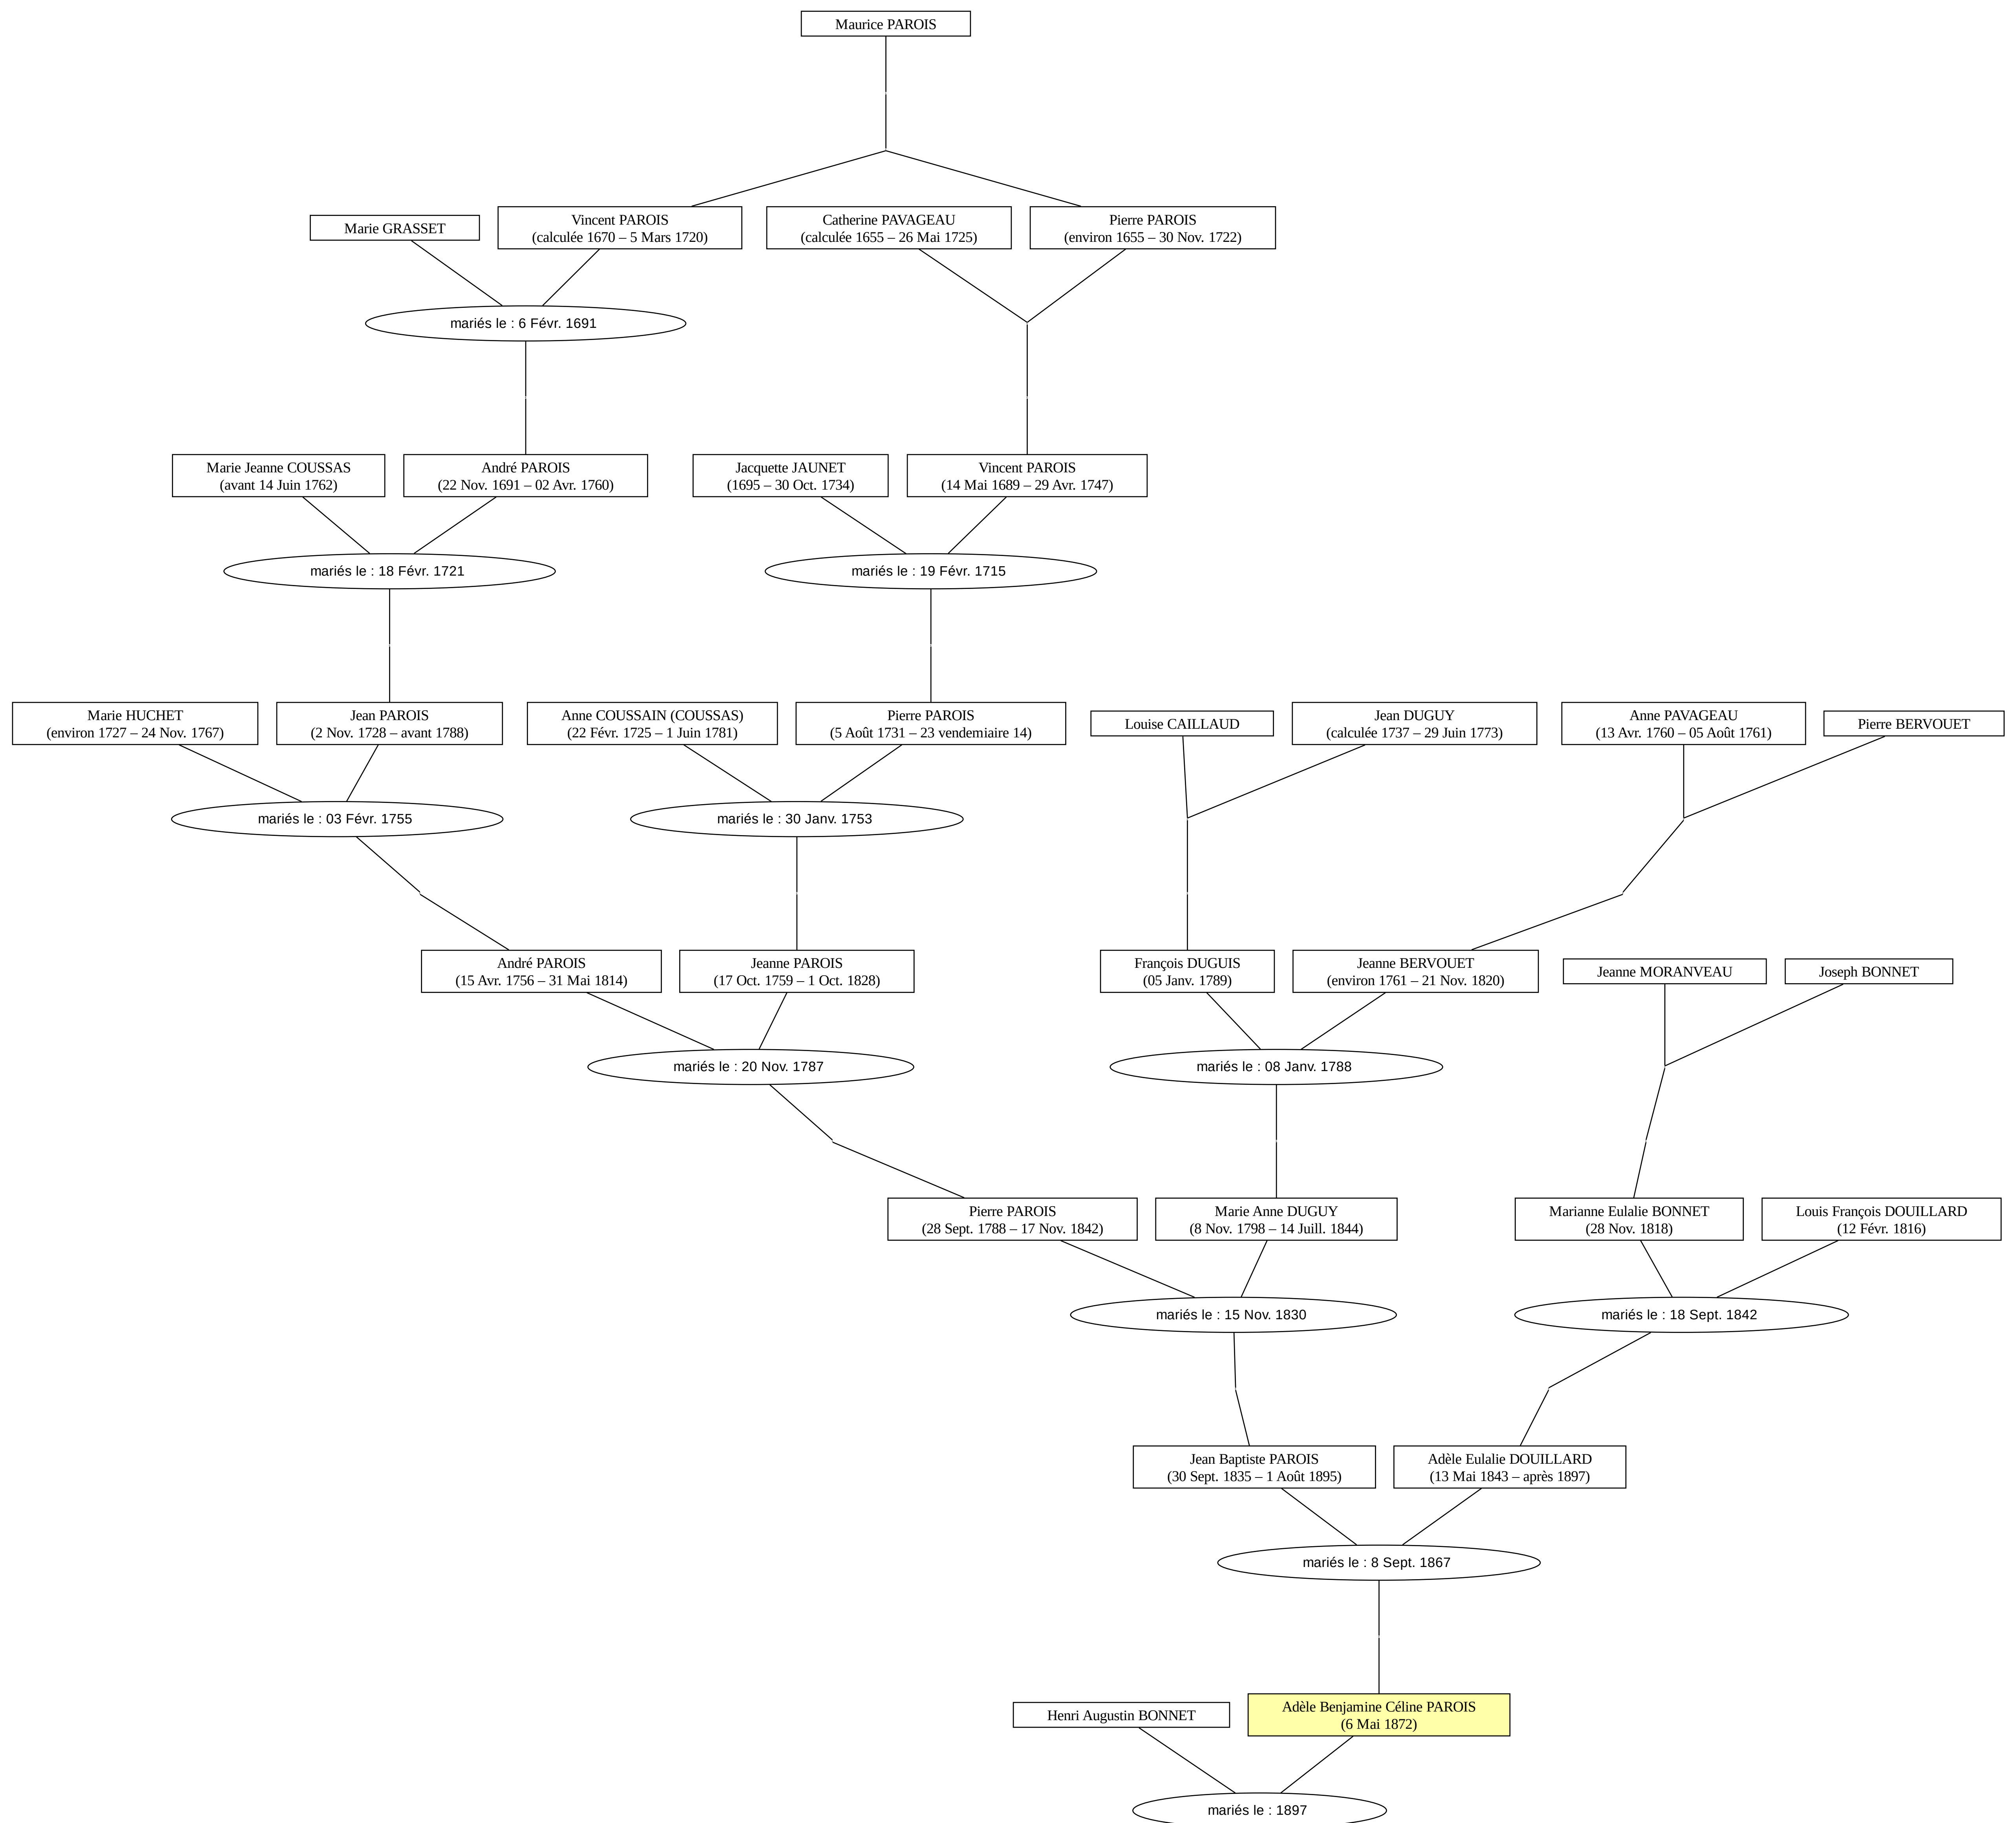 Maurice PAROIS
Marie GRASSET
Vincent PAROIS
(calculée 1670 – 5 Mars 1720)
Catherine PAVAGEAU
(calculée 1655 – 26 Mai 1725)
Pierre PAROIS
(environ 1655 – 30 Nov. 1722)
mariés le : 6 Févr. 1691
Marie Jeanne COUSSAS
(avant 14 Juin 1762)
André PAROIS
(22 Nov. 1691 – 02 Avr. 1760)
Jacquette JAUNET
(1695 – 30 Oct. 1734)
Vincent PAROIS
(14 Mai 1689 – 29 Avr. 1747)
mariés le : 18 Févr. 1721
mariés le : 19 Févr. 1715
Marie HUCHET
(environ 1727 – 24 Nov. 1767)
Jean PAROIS
(2 Nov. 1728 – avant 1788)
Anne COUSSAIN (COUSSAS)
(22 Févr. 1725 – 1 Juin 1781)
Pierre PAROIS
(5 Août 1731 – 23 vendemiaire 14)
Louise CAILLAUD
Jean DUGUY
(calculée 1737 – 29 Juin 1773)
Anne PAVAGEAU
(13 Avr. 1760 – 05 Août 1761)
Pierre BERVOUET
mariés le : 03 Févr. 1755
mariés le : 30 Janv. 1753
André PAROIS
(15 Avr. 1756 – 31 Mai 1814)
Jeanne PAROIS
(17 Oct. 1759 – 1 Oct. 1828)
François DUGUIS
(05 Janv. 1789)
Jeanne BERVOUET
(environ 1761 – 21 Nov. 1820)
Jeanne MORANVEAU
Joseph BONNET
mariés le : 20 Nov. 1787
mariés le : 08 Janv. 1788
Pierre PAROIS
(28 Sept. 1788 – 17 Nov. 1842)
Marie Anne DUGUY
(8 Nov. 1798 – 14 Juill. 1844)
Marianne Eulalie BONNET
(28 Nov. 1818)
Louis François DOUILLARD
(12 Févr. 1816)
mariés le : 15 Nov. 1830
mariés le : 18 Sept. 1842
Jean Baptiste PAROIS
(30 Sept. 1835 – 1 Août 1895)
Adèle Eulalie DOUILLARD
(13 Mai 1843 – après 1897)
mariés le : 8 Sept. 1867
Henri Augustin BONNET
Adèle Benjamine Céline PAROIS
(6 Mai 1872)
mariés le : 1897